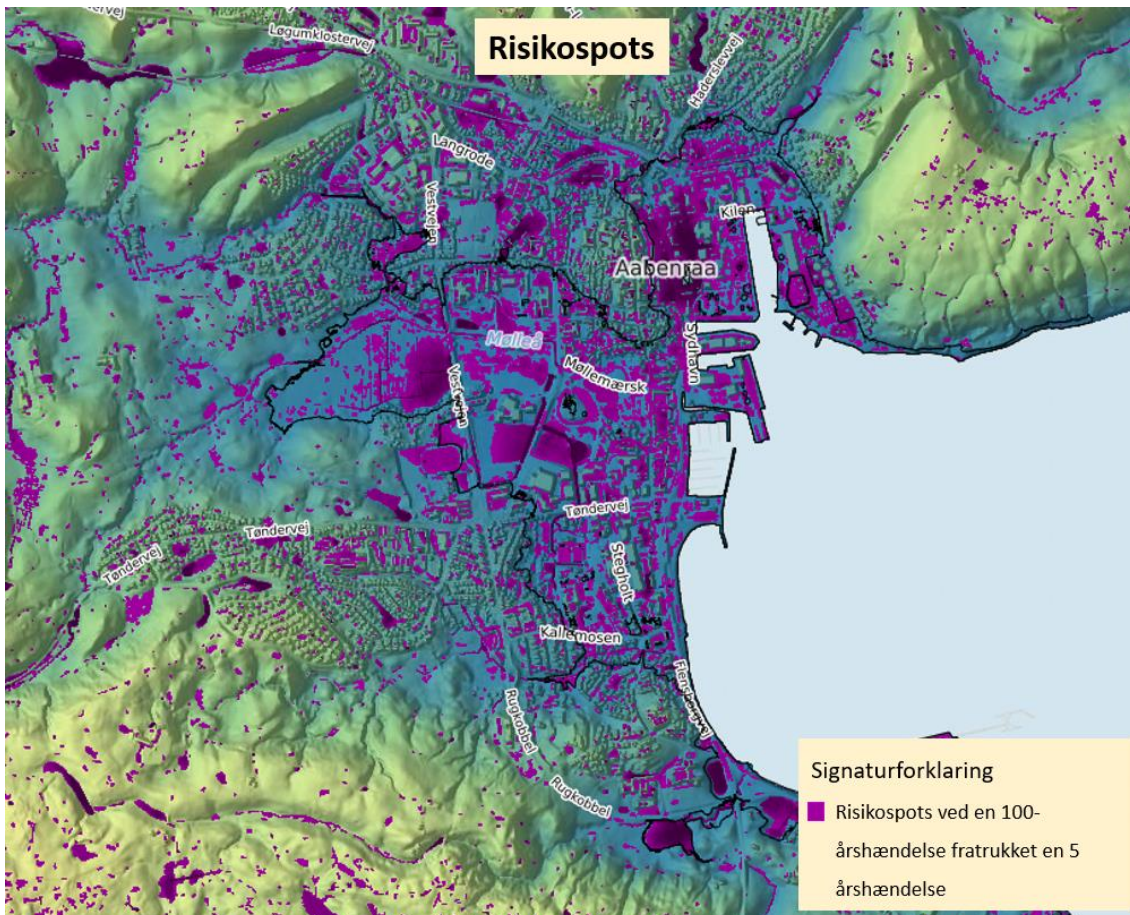 Løgumklostervej
Risikospots
Haderslevvej
Langrode
Vestvejen
Kilen
Aabenraa
Mølleå
Sydhavn
Møllemærsk
Vestvejen
Tøndervej
Tøndervej
Tøndervej
Stegholt
Kallemosen
Flensborgvej
Rugkobbel
Rugkobbel
Signaturforklaring
Risikospots ved en 100-
årshændelse fratrukket en 5
årshændelse